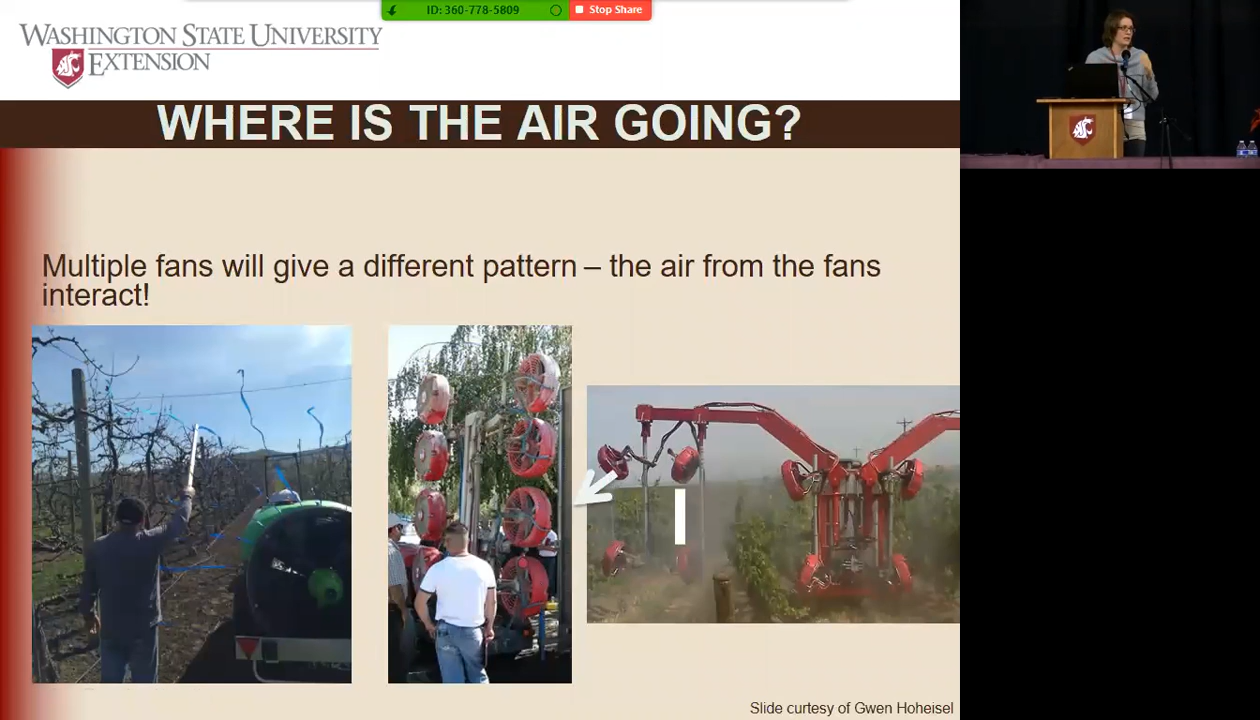 ID: 360-778-5809
Stop Share
WASHINGTON STATE UNIVERSITY
EXTENSION
WHERE IS THE AIR GOING?
Multiple fans will give a different pattern – the air from the fans
interact!
Slide curtesy of Gwen Hoheisel